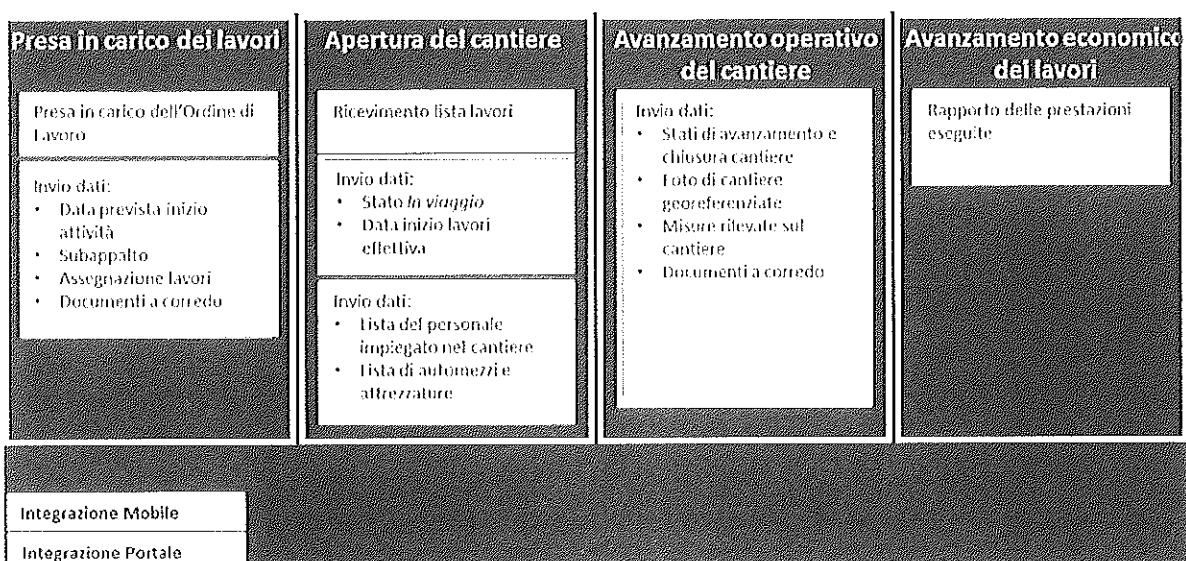 Presa in carico dei lavori
Presa in carico dell'Ordine di
Lavoro
Invio dati:
• Data prevista inizio
attività
• Subappalto
• Assegnazione lavori
• Documenti a corredo
Apertura del cantiere
Ricevimento lista lavori
Invio dati:
• Stato In viaggio
• Data inizio lavori
effettiva
Invio dati:
• Lista del personale
impiegato nel cantiere
• Lista di automezzi e
attrezzature
Avanzamento operativo
del cantiere
Invio dati:
• Stati di avanzamento e
chiusura cantiere
• Foto di cantiere
georeferenziate
• Misure rilevate sul
cantiere
• Documenti a corredo
Avanzamento economico
dei lavori
Rapporto delle prestazioni
eseguite
Integrazione Mobile
Integrazione Portale